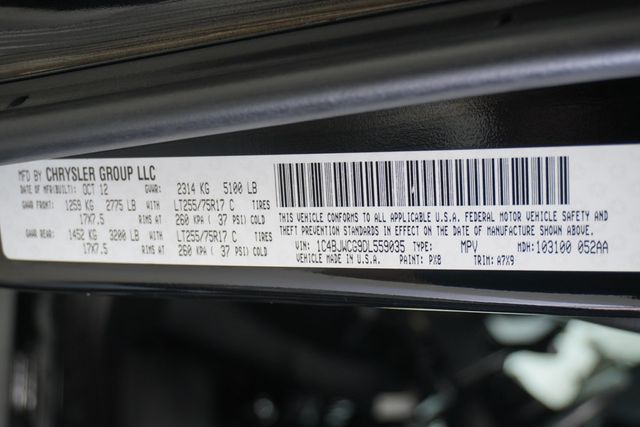 MFD BY CHRYSLER GROUP LLC
DATE OF MFR(BUILT): OCT 12 GVWR: 2314 KG 5100 LB
GAWR FRONT: 1259 KG 2775 LB WITH LT255/75R17 C TIRES
17X7.5 RIMS AT 260 KPA ( 37 PSI) COLD
GAWR REAR: 1452 KG 3200 LB WITH LT255/75R17 C TIRES
17X7.5 RIMS AT 260 KPA ( 37 PSI) COLD
THIS VEHICLE CONFORMS TO ALL APPLICABLE U.S.A. FEDERAL MOTOR VEHICLE SAFETY AND
THEFT PREVENTION STANDARDS IN EFFECT ON THE DATE OF MANUFACTURE SHOWN ABOVE.
VIN: 1C4BJWCG9DL559035 TYPE: MPV MDH: 103100 052AA
VEHICLE MADE IN U.S.A. PAINT: PX8 TRIM: A7X9